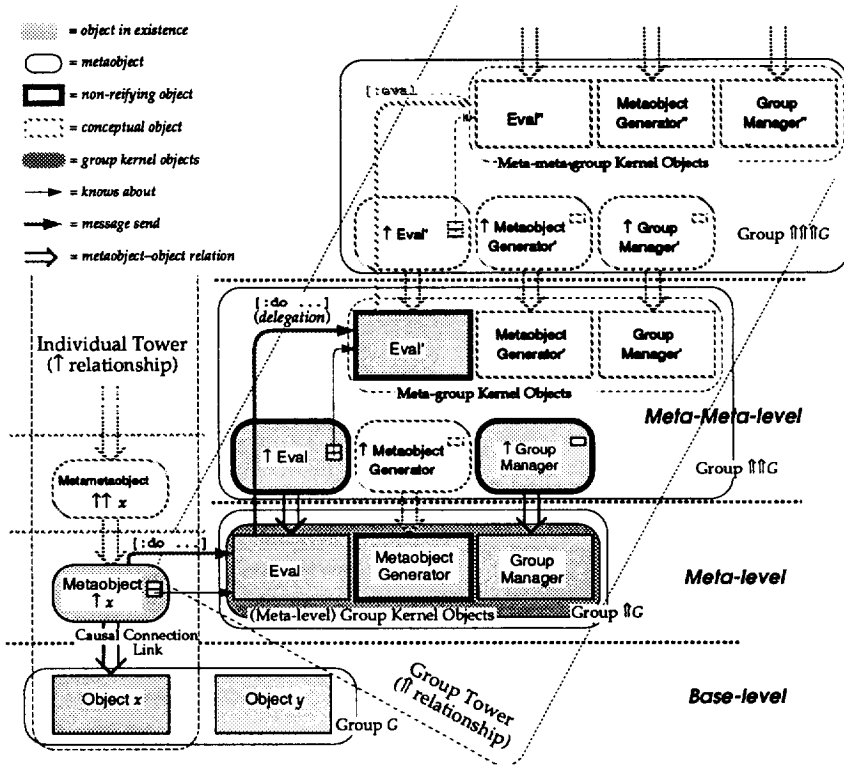 = object in existence
= metaobject
= non-reifying object
= conceptual object
= group kernel objects
= knows about
= message send
= metaobject–object relation
[:eval ...
Eval"
Metaobject
Generator"
Group
Manager"
Meta-meta-group Kernel Objects
↑ Eval'
↑ Metaobject
Generator'
↑ Group
Manager'
Group ⇑⇑⇑G
[:do ...]
(delegation)
Individual Tower
(↑ relationship)
Eval'
Metaobject
Generator'
Group
Manager'
Meta-group Kernel Objects
Meta-Meta-level
↑ Eval
↑ Metaobject
Generator
↑ Group
Manager
Group ⇑⇑G
Metametaobject
↑↑ x
[:do ...]
Metaobject
↑ x
Eval
Metaobject
Generator
Group
Manager
Meta-level
(Meta-level) Group Kernel Objects
Group ⇑G
Causal Connection
Link
Group Tower
(⇑ relationship)
Object x
Object y
Group G
Base-level